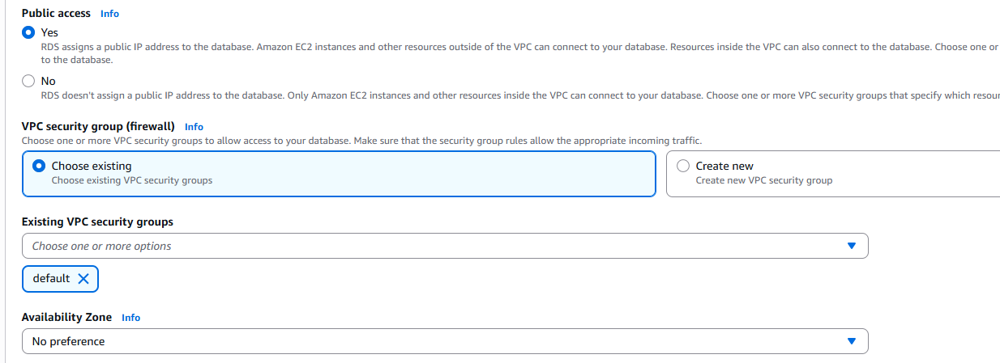 Public access Info
Yes
RDS assigns a public IP address to the database. Amazon EC2 instances and other resources outside of the VPC can connect to your database. Resources inside the VPC can also connect to the database. Choose one or
to the database.
No
RDS doesn't assign a public IP address to the database. Only Amazon EC2 instances and other resources inside the VPC can connect to your database. Choose one or more VPC security groups that specify which
VPC security group (firewall) Info
Choose one or more VPC security groups to allow access to your database. Make sure that the security group rules allow the appropriate incoming traffic.
Choose existing
Choose existing VPC security groups
Create new
Create new VPC security group
Existing VPC security groups
Choose one or more options
default
Availability Zone Info
No preference